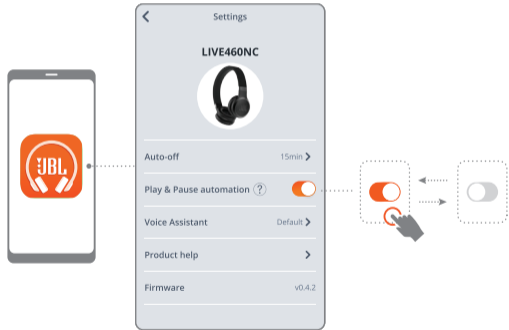 Settings
LIVE460NC
JBL
Auto-off 15min
Play & Pause automation ?
Voice Assistant Default
Product help
Firmware v0.4.2